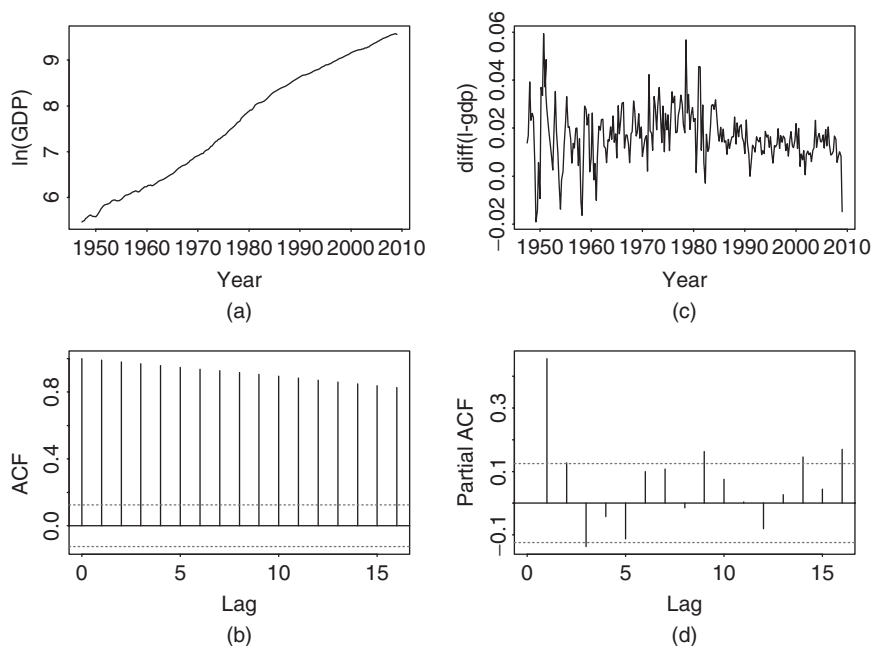 ln(GDP)
9
8
7
6
1950 1960 1970 1980 1990 2000 2010
Year
(a)
diff(l-gdp)
0.06
0.04
0.02
0.0
−0.02
1950 1960 1970 1980 1990 2000 2010
Year
(c)
ACF
0.8
0.4
0.0
0 5 10 15
Lag
(b)
Partial ACF
0.3
0.1
−0.1
0 5 10 15
Lag
(d)